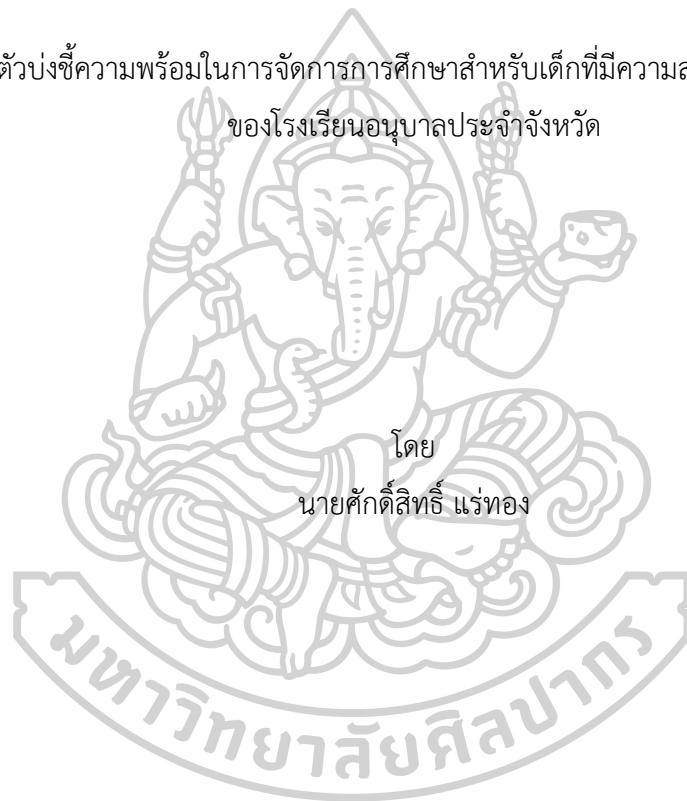 ตัวบ่งชี้ความพร้อมในการจัดการการศึกษาสำหรับเด็กที่มีความ
ของโรงเรียนอนุบาลประจำจังหวัด
โดย
นายศักดิ์สิทธิ์ แร่ทอง
มหาวิทยาลัยศิลปากร